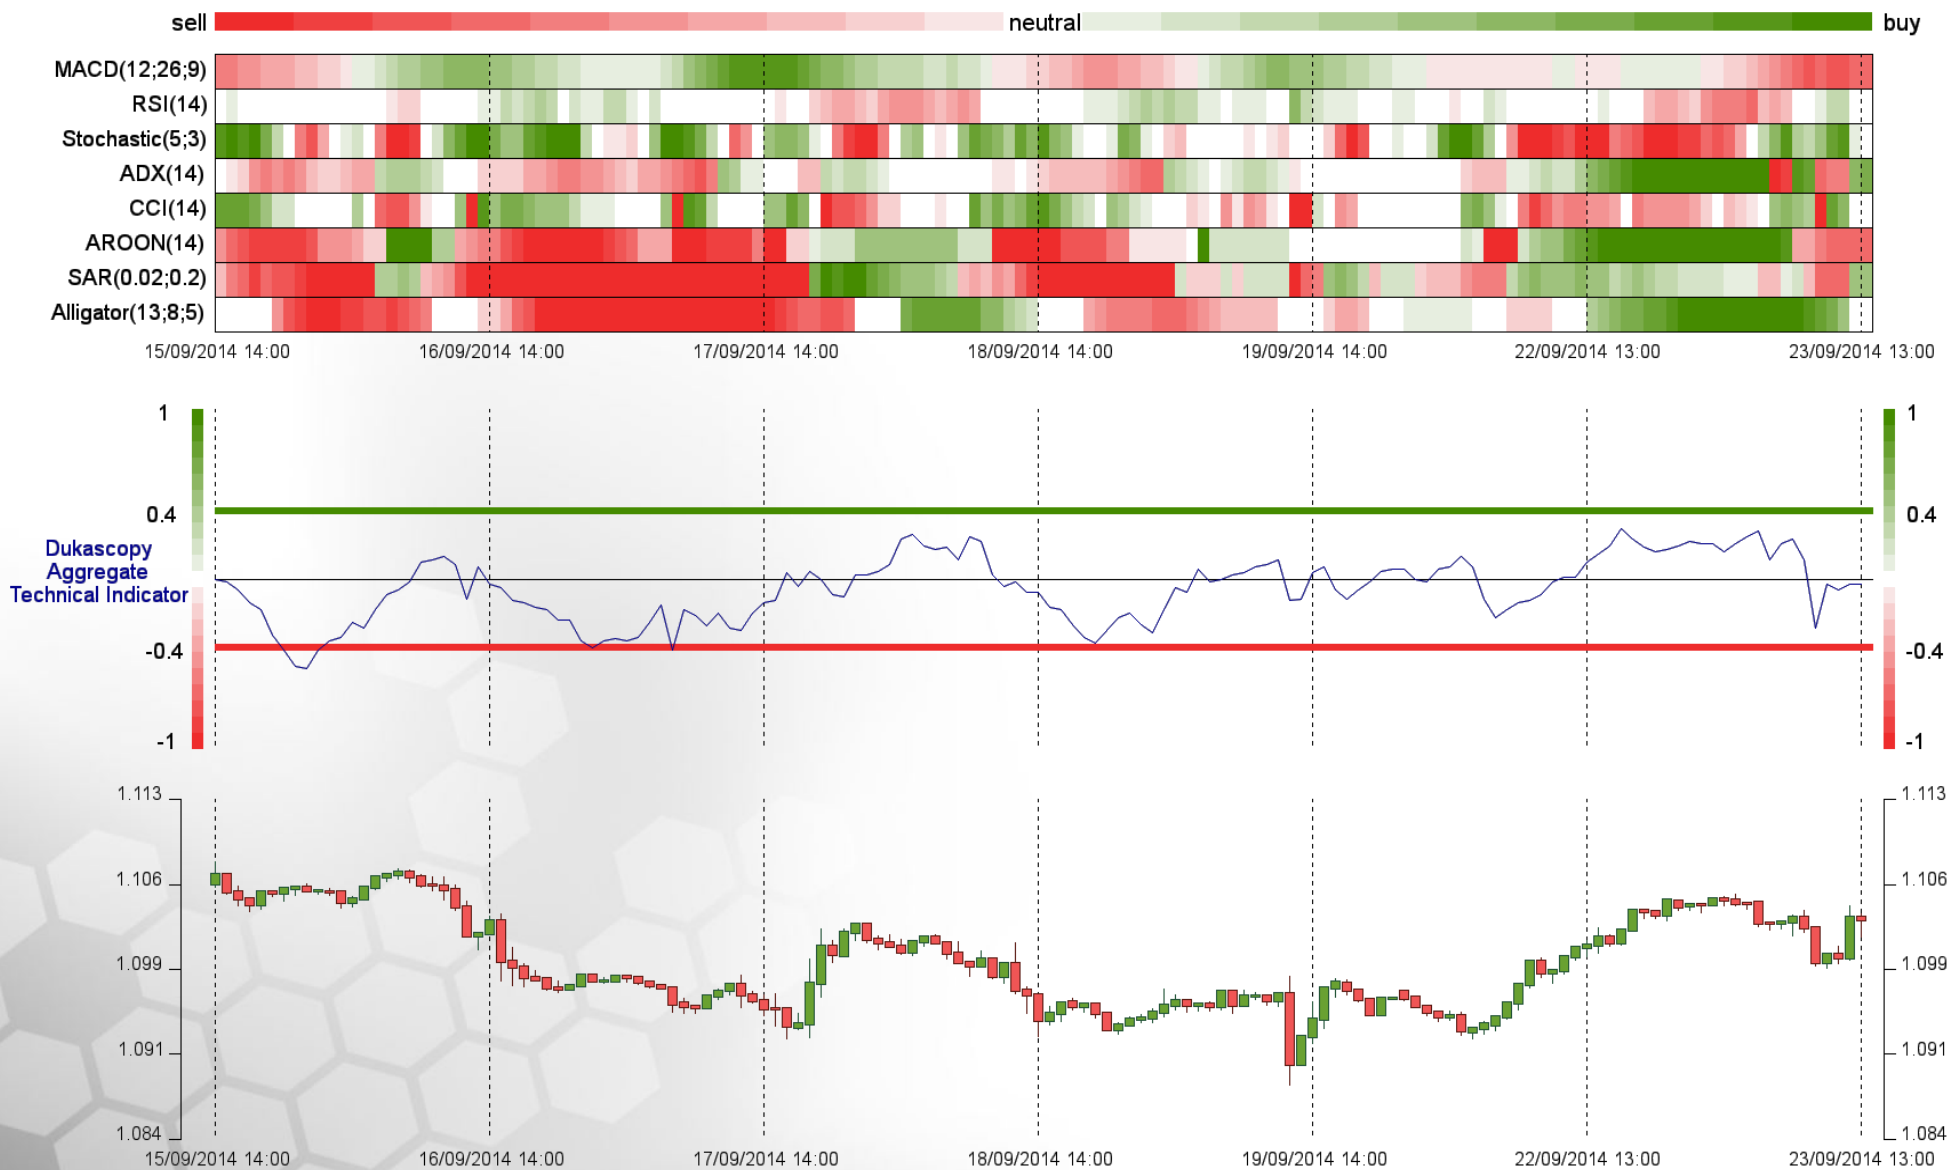 sell neutral buy
MACD(12;26;9)
RSI(14)
Stochastic(5;3)
ADX(14)
CCI(14)
AROON(14)
SAR(0.02;0.2)
Alligator(13;8;5)
15/09/2014 14:00 16/09/2014 14:00 17/09/2014 14:00 18/09/2014 14:00 19/09/2014 14:00 22/09/2014 13:00 23/09/2014 13:00
1 1
0.4 0.4
Dukascopy
Aggregate
Technical Indicator
-0.4 -0.4
-1 -1
1.113 1.113
1.106 1.106
1.099 1.099
1.091 1.091
1.084 1.084
15/09/2014 14:00 16/09/2014 14:00 17/09/2014 14:00 18/09/2014 14:00 19/09/2014 14:00 22/09/2014 13:00 23/09/2014 13:00